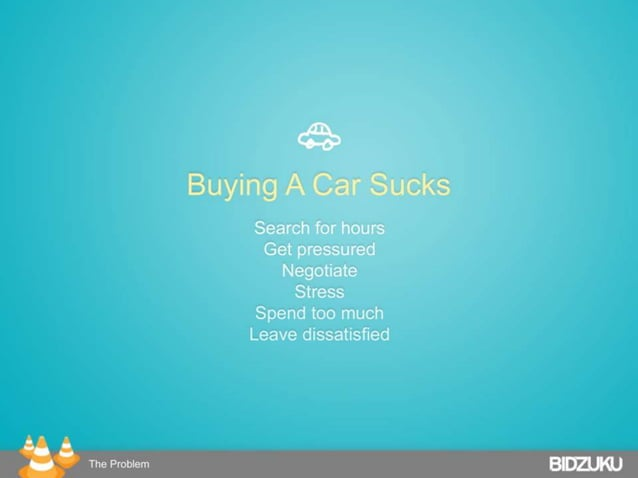 Buying A Car Sucks
Search for hours
Get pressured
Negotiate
Stress
Spend too much
Leave dissatisfied
The Problem
BIDZUKU